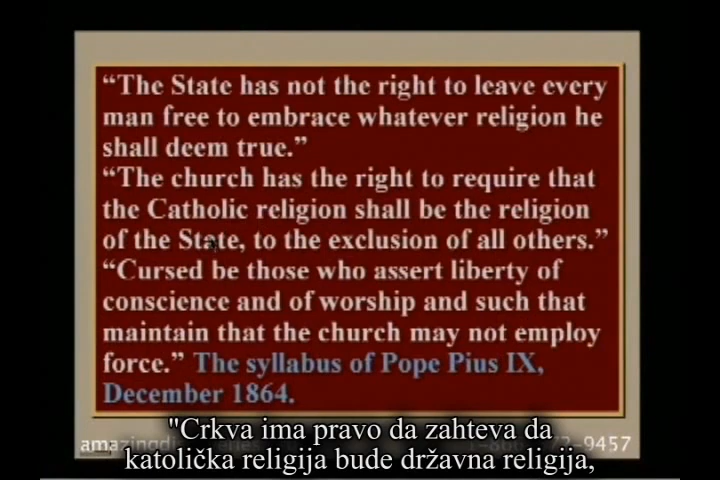 “The State has not the right to leave every
man free to embrace whatever religion he
shall deem true.”
“The church has the right to require that
the Catholic religion shall be the religion
of the State, to the exclusion of all others.”
“Cursed be those who assert liberty of
conscience and of worship and such that
maintain that the church may not employ
force.” The syllabus of Pope Pius IX,
December 1864.
"Crkva ima pravo da zahteva da
katolička religija bude državna religija,